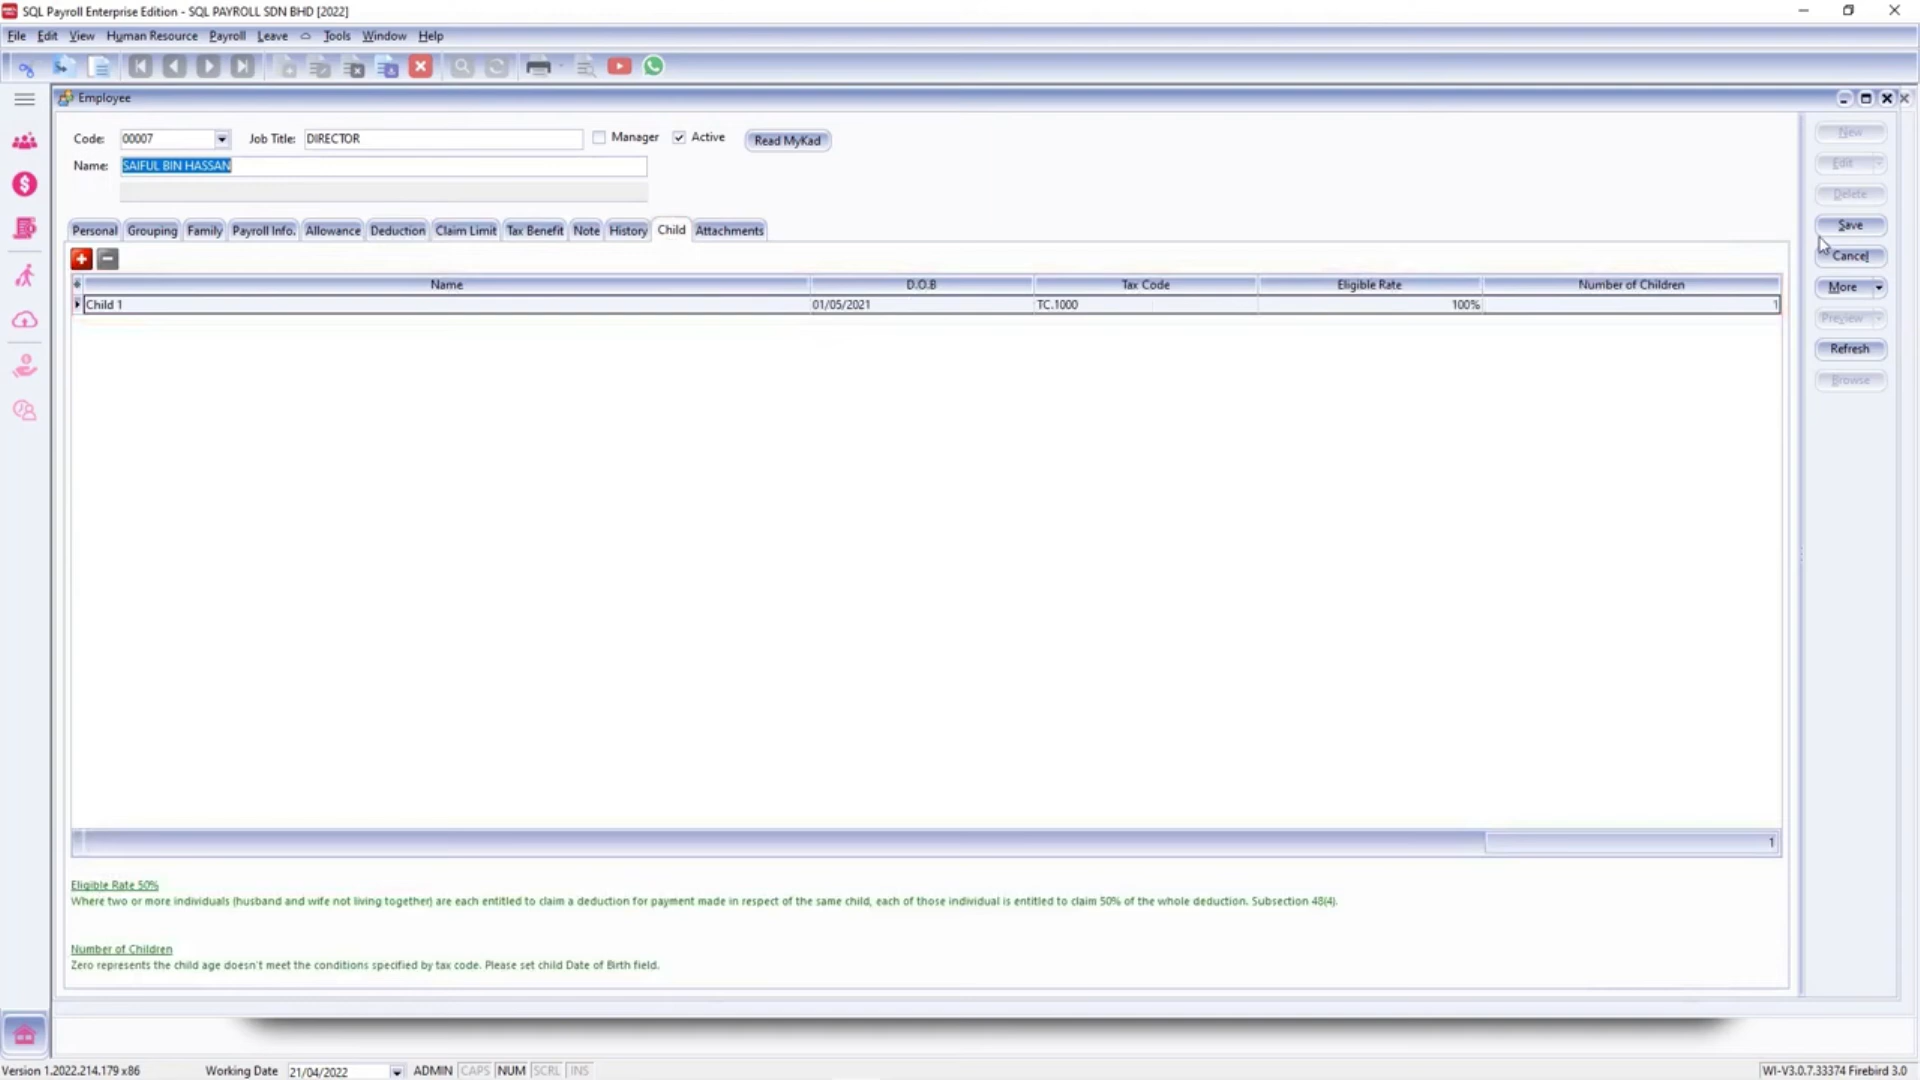 SQL Payroll Enterprise Edition - SQL PAYROLL SDN BHD [2022]
File Edit View Human Resource Payroll Leave Tools Window Help
Employee
Code: 00007 Job Title: DIRECTOR Manager Active Read MyKad
Name: SAIFUL BIN HASSAN
Personal Grouping Family Payroll Info. Allowance Deduction Claim Limit Tax Benefit Note History Child Attachments
Name D.O.B Tax Code Eligible Rate Number of Children
Child 1 01/05/2021 TC.1000 100% 1
1
Eligible Rate 50%
Where two or more individuals (husband and wife not living together) are each entitled to claim a deduction for payment made in respect of the same child, each of those individual is entitled to claim 50% of the whole deduction. Subsection 48(4).
Number of Children
Zero represents the child age doesn't meet the conditions specified by tax code. Please set child Date of Birth field.
New
Edit
Delete
Save
Cancel
More
Preview
Refresh
Browse
Version 1.2022.214.179 x86 Working Date 21/04/2022 ADMIN CAPS NUM SCRL INS WI-V3.0.7.33374 Firebird 3.0